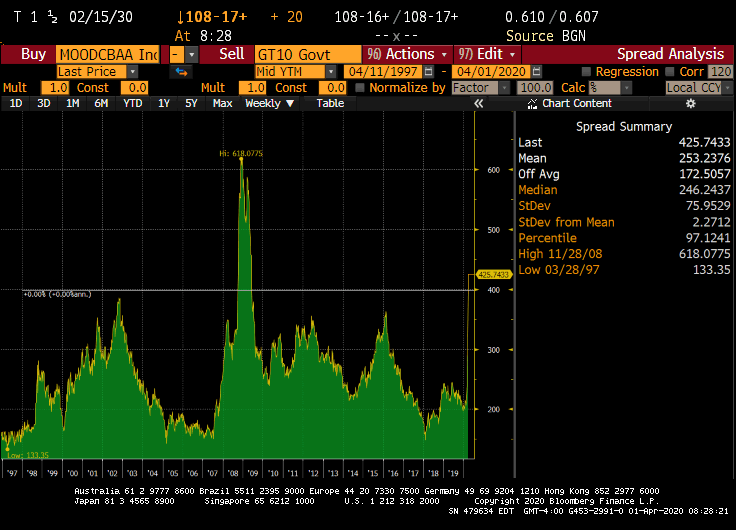 T 1 ½ 02/15/30 ↓108-17+ + 20 108-16+/108-17+ 0.610/0.607
At 8:28 --x-- Source BGN
Buy MOODCBAA Inc - Sell GT10 Govt 96) Actions 97) Edit Spread Analysis
Last Price Mid YTM 04/11/1997 - 04/01/2020 Regression Corr 120
Mult 1.0 Const 0.0 Mult 1.0 Const 0.0 Normalize by Factor 100.0 Calc % Local CCY
1D 3D 1M 6M YTD 1Y 5Y Max Weekly ▼ Table « Chart Content
Spread Summary
Last 425.7433
Mean 253.2376
Off Avg 172.5057
Median 246.2437
StDev 75.9529
StDev from Mean 2.2712
Percentile 97.1241
High 11/28/08 618.0775
Low 03/28/97 133.35
Hi: 618.0775
600
500
425.7433
400
+0.00% (+0.00%ann.)
300
200
Low: 133.35
'97 '98 '99 '00 '01 '02 '03 '04 '05 '06 '07 '08 '09 '10 '11 '12 '13 '14 '15 '16 '17 '18 '19
Australia 61 2 9777 8600 Brazil 5511 2395 9000 Europe 44 20 7330 7500 Germany 49 69 9204 1210 Hong Kong 852 2977 6000
Japan 81 3 4565 8900 Singapore 65 6212 1000 U.S. 1 212 318 2000 Copyright 2020 Bloomberg Finance L.P.
SN 479634 EDT GMT-4:00 G453-2991-0 01-Apr-2020 08:28:21